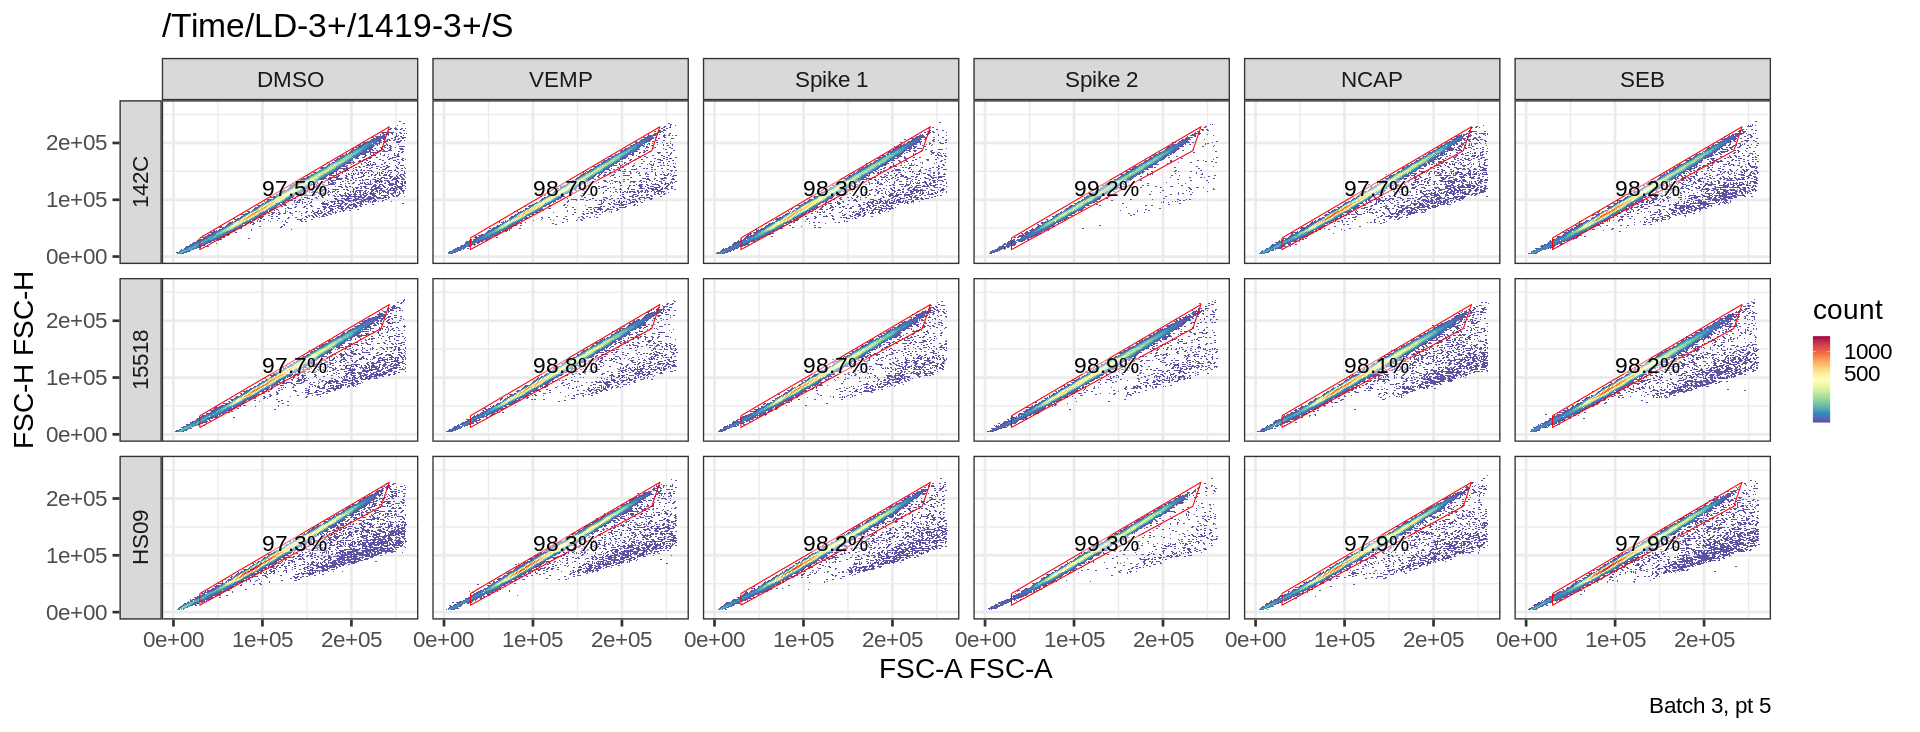 /Time/LD-3+/1419-3+/S
DMSO VEMP Spike 1 Spike 2 NCAP SEB
142C
2e+05
1e+05
0e+00
97.5% 98.7% 98.3% 99.2% 97.7% 98.2%
15518
2e+05
1e+05
0e+00
97.7% 98.8% 98.7% 98.9% 98.1% 98.2%
HS09
2e+05
1e+05
0e+00
97.3% 98.3% 98.2% 99.3% 97.9% 97.9%
FSC-H FSC-H
0e+00 1e+05 2e+05 0e+00 1e+05 2e+05 0e+00 1e+05 2e+05 0e+00 1e+05 2e+05 0e+00 1e+05 2e+05 0e+00 1e+05 2e+05
FSC-A FSC-A
count
1000
500
Batch 3, pt 5